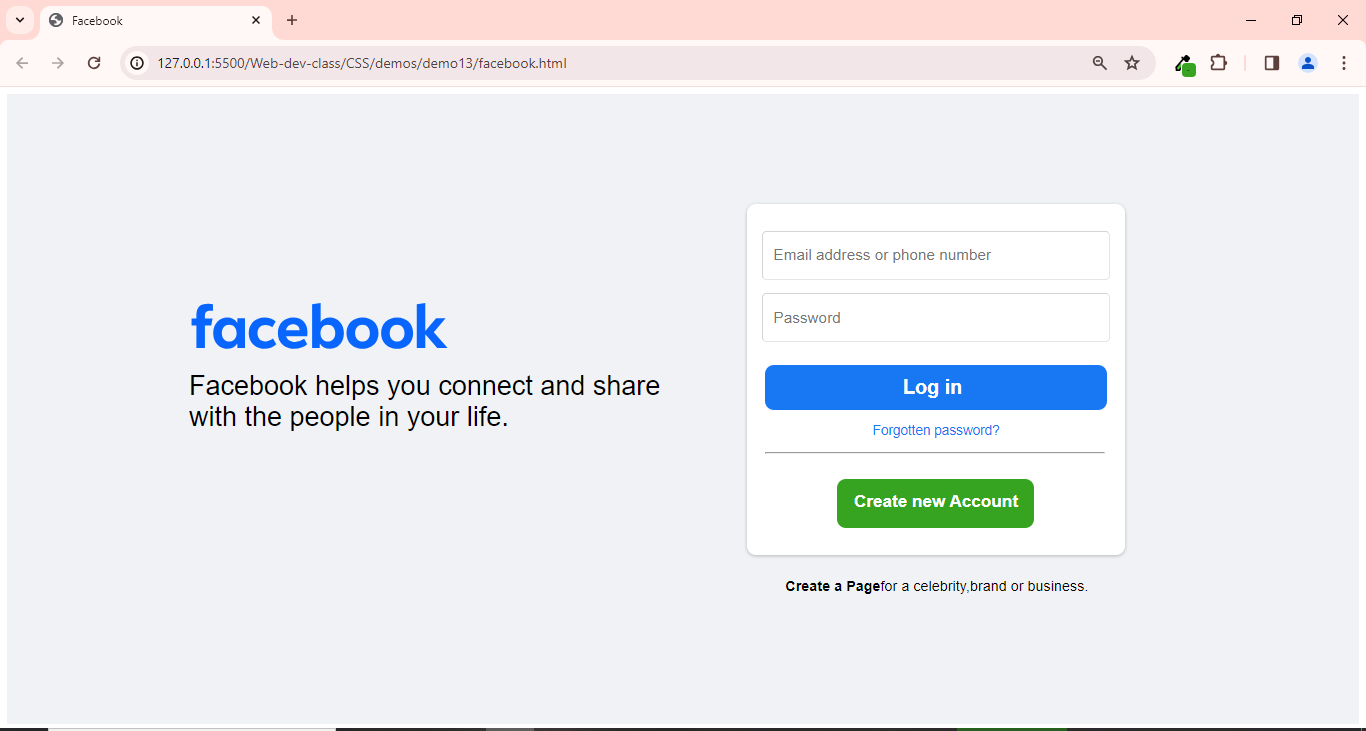 Facebook
127.0.0.1:5500/Web-dev-class/CSS/demos/demo13/facebook.html
facebook
Facebook helps you connect and share
with the people in your life.
Email address or phone number
Password
Log in
Forgotten password?
Create new Account
Create a Pagefor a celebrity,brand or business.